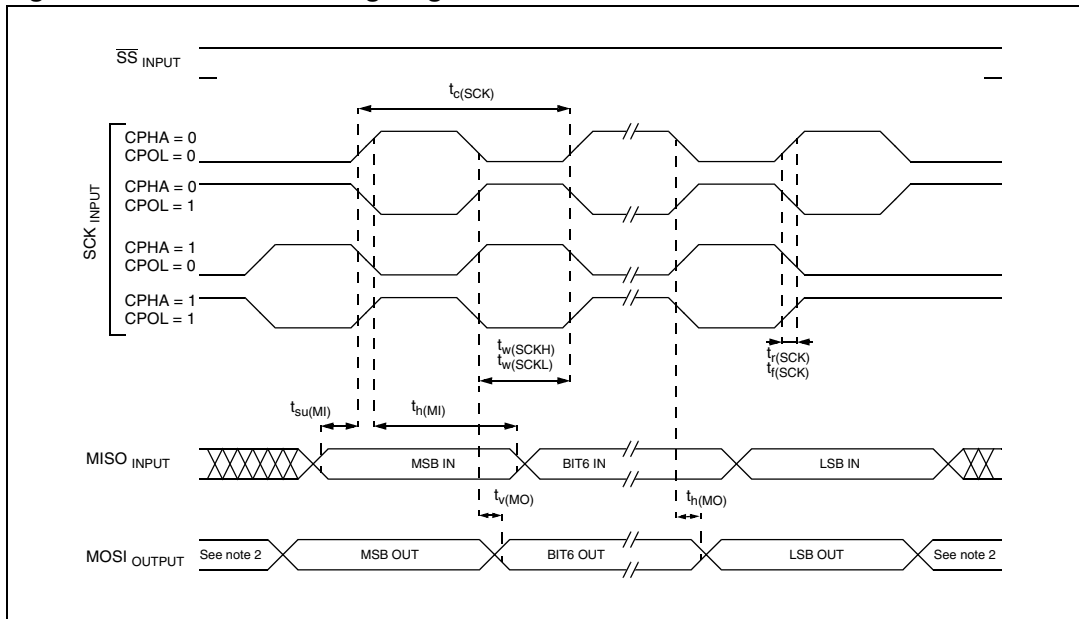 SS INPUT
tc(SCK)
SCK INPUT
CPHA = 0
CPOL = 0
CPHA = 0
CPOL = 1
CPHA = 1
CPOL = 0
CPHA = 1
CPOL = 1
tw(SCKH)
tw(SCKL)
tr(SCK)
tf(SCK)
tsu(MI)
th(MI)
MISO INPUT
MSB IN
BIT6 IN
LSB IN
tv(MO)
th(MO)
MOSI OUTPUT
See note 2
MSB OUT
BIT6 OUT
LSB OUT
See note 2